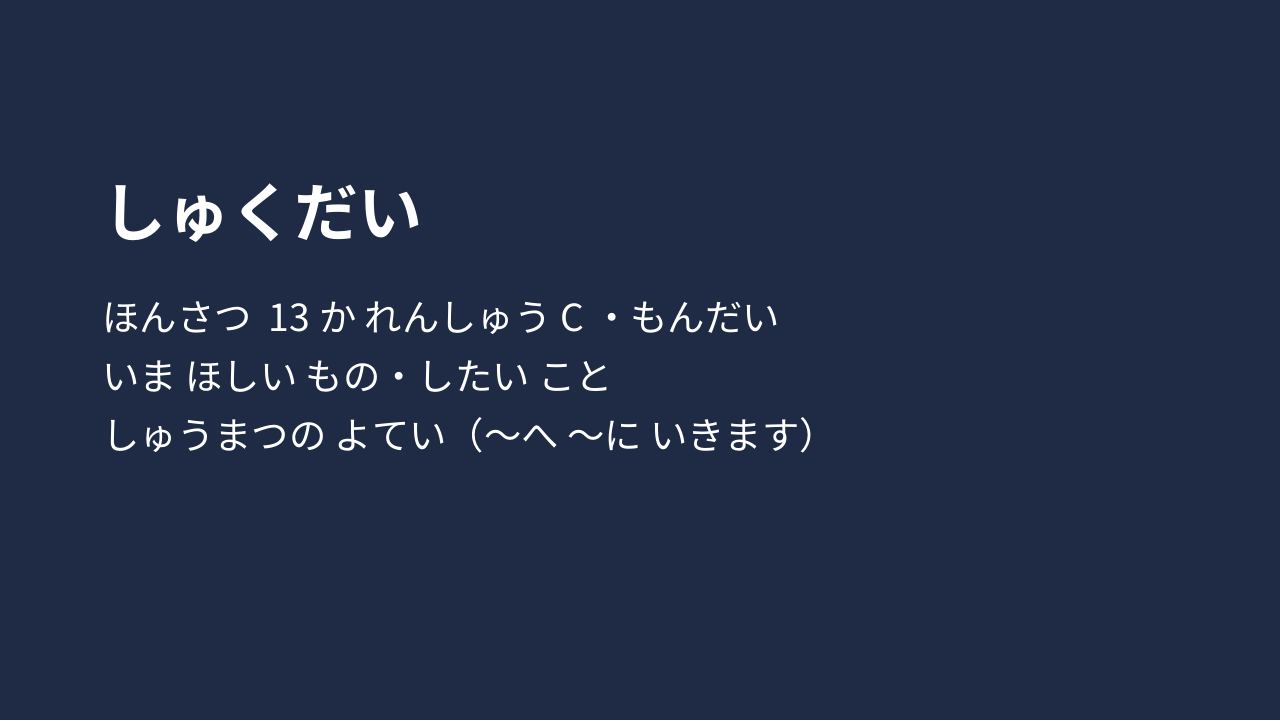 しゅくだい
ほんさつ 13 か れんしゅう C ・もんだい
いま ほしい もの・したい こと
しゅうまつの よてい（～へ ～に いきます）